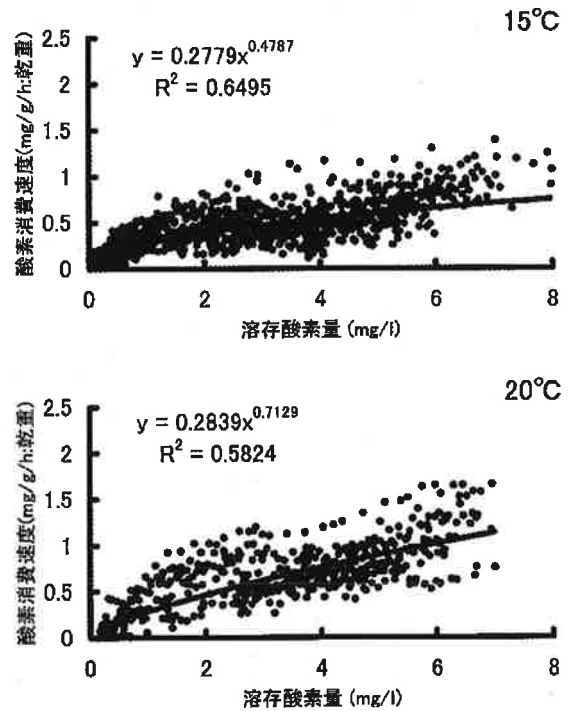 15℃
y = 0.2779x^0.4787
R² = 0.6495
酸素消費速度(mg/g/h:乾重)
2.5
2
1.5
1
0.5
0
0 2 4 6 8
溶存酸素量 (mg/l)
20℃
y = 0.2839x^0.7129
R² = 0.5824
酸素消費速度(mg/g/h:乾重)
2.5
2
1.5
1
0.5
0
0 2 4 6 8
溶存酸素量 (mg/l)